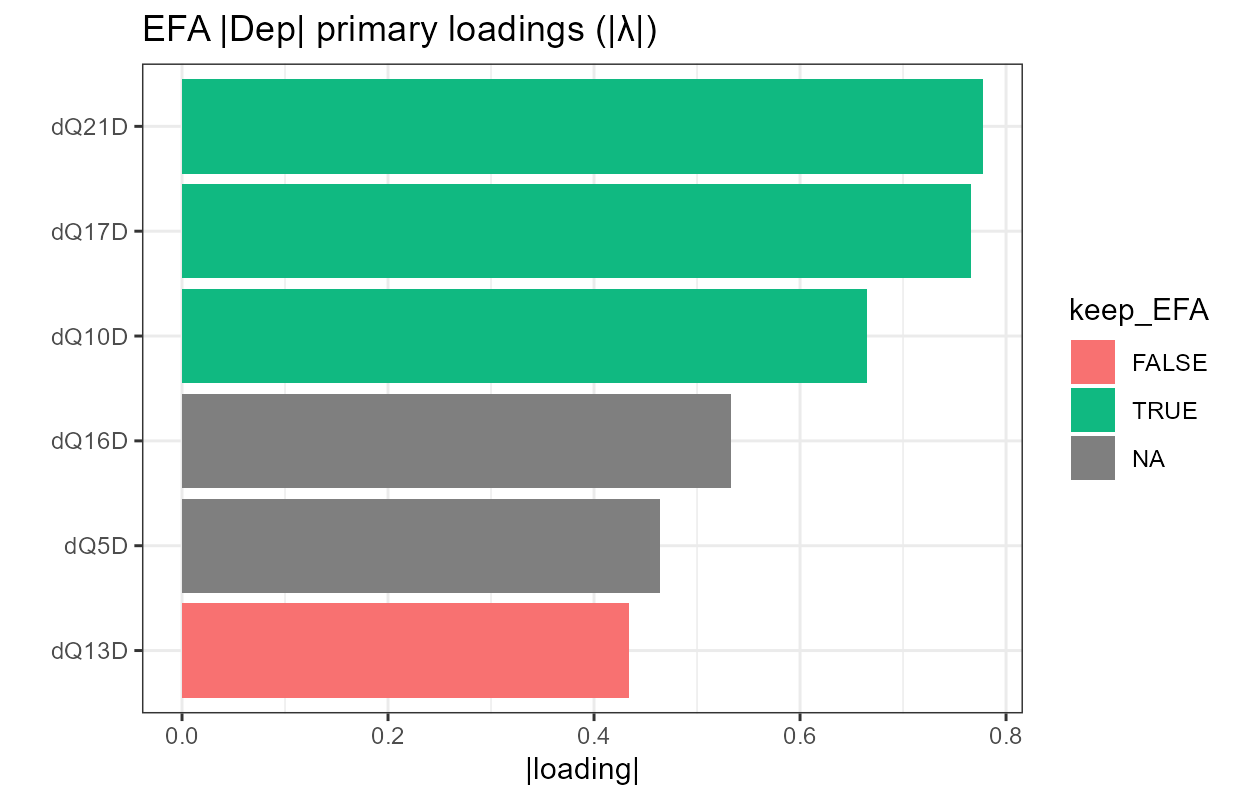 EFA |Dep| primary loadings (|λ|)
dQ21D
dQ17D
dQ10D
dQ16D
dQ5D
dQ13D
0.0
0.2
0.4
0.6
0.8
|loading|
keep_EFA
FALSE
TRUE
NA